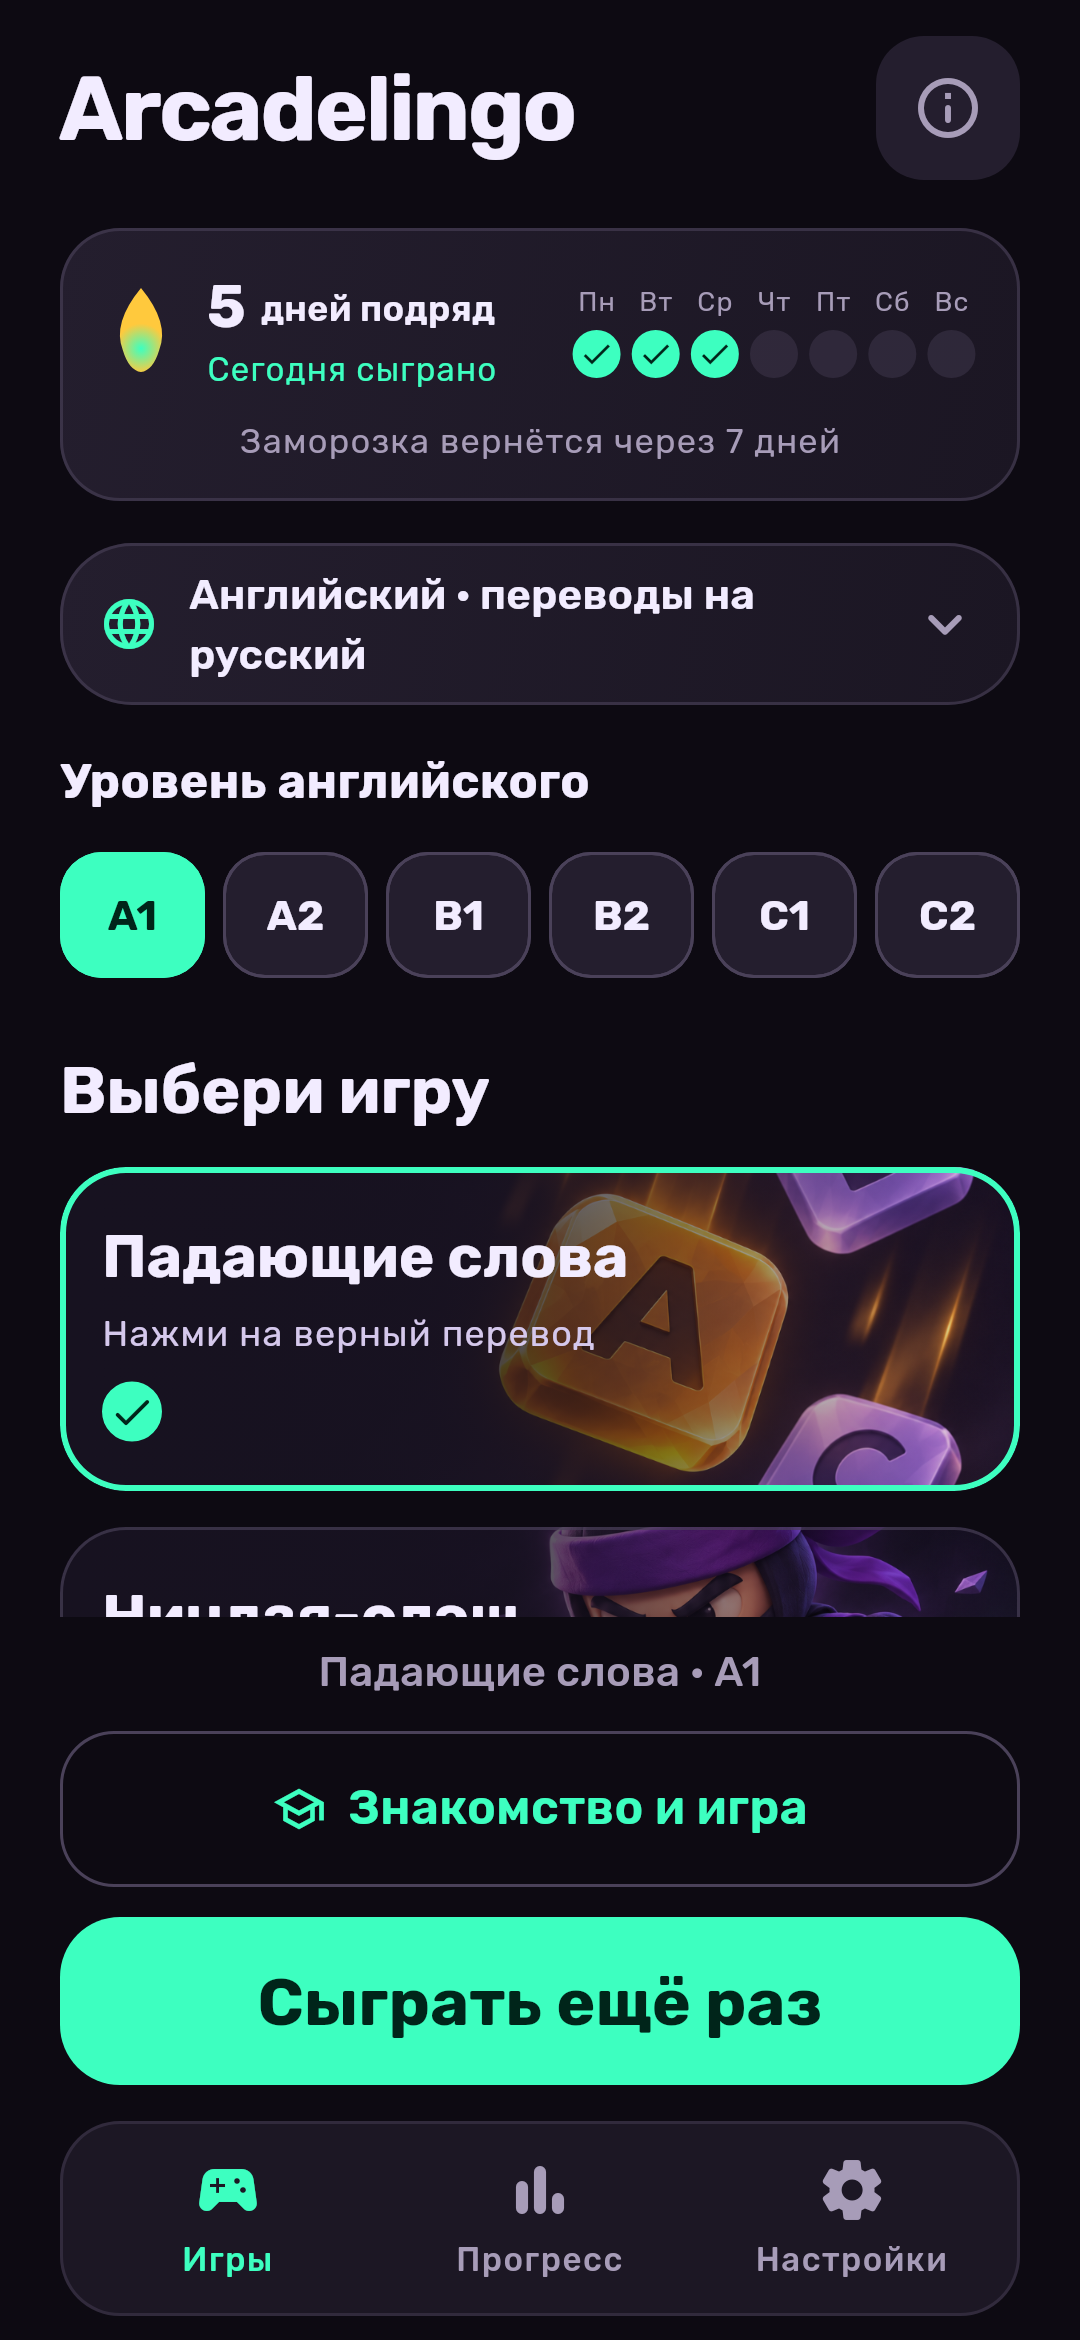 Arcadelingo
5 дней подряд
Сегодня сыграно
Пн Вт Ср Чт Пт Сб Вс
Заморозка вернётся через 7 дней
Английский • переводы на
русский
Уровень английского
A1 A2 B1 B2 C1 C2
Выбери игру
Падающие слова
Нажми на верный перевод
A
C
Падающие слова • A1
Знакомство и игра
Сыграть ещё раз
Игры Прогресс Настройки